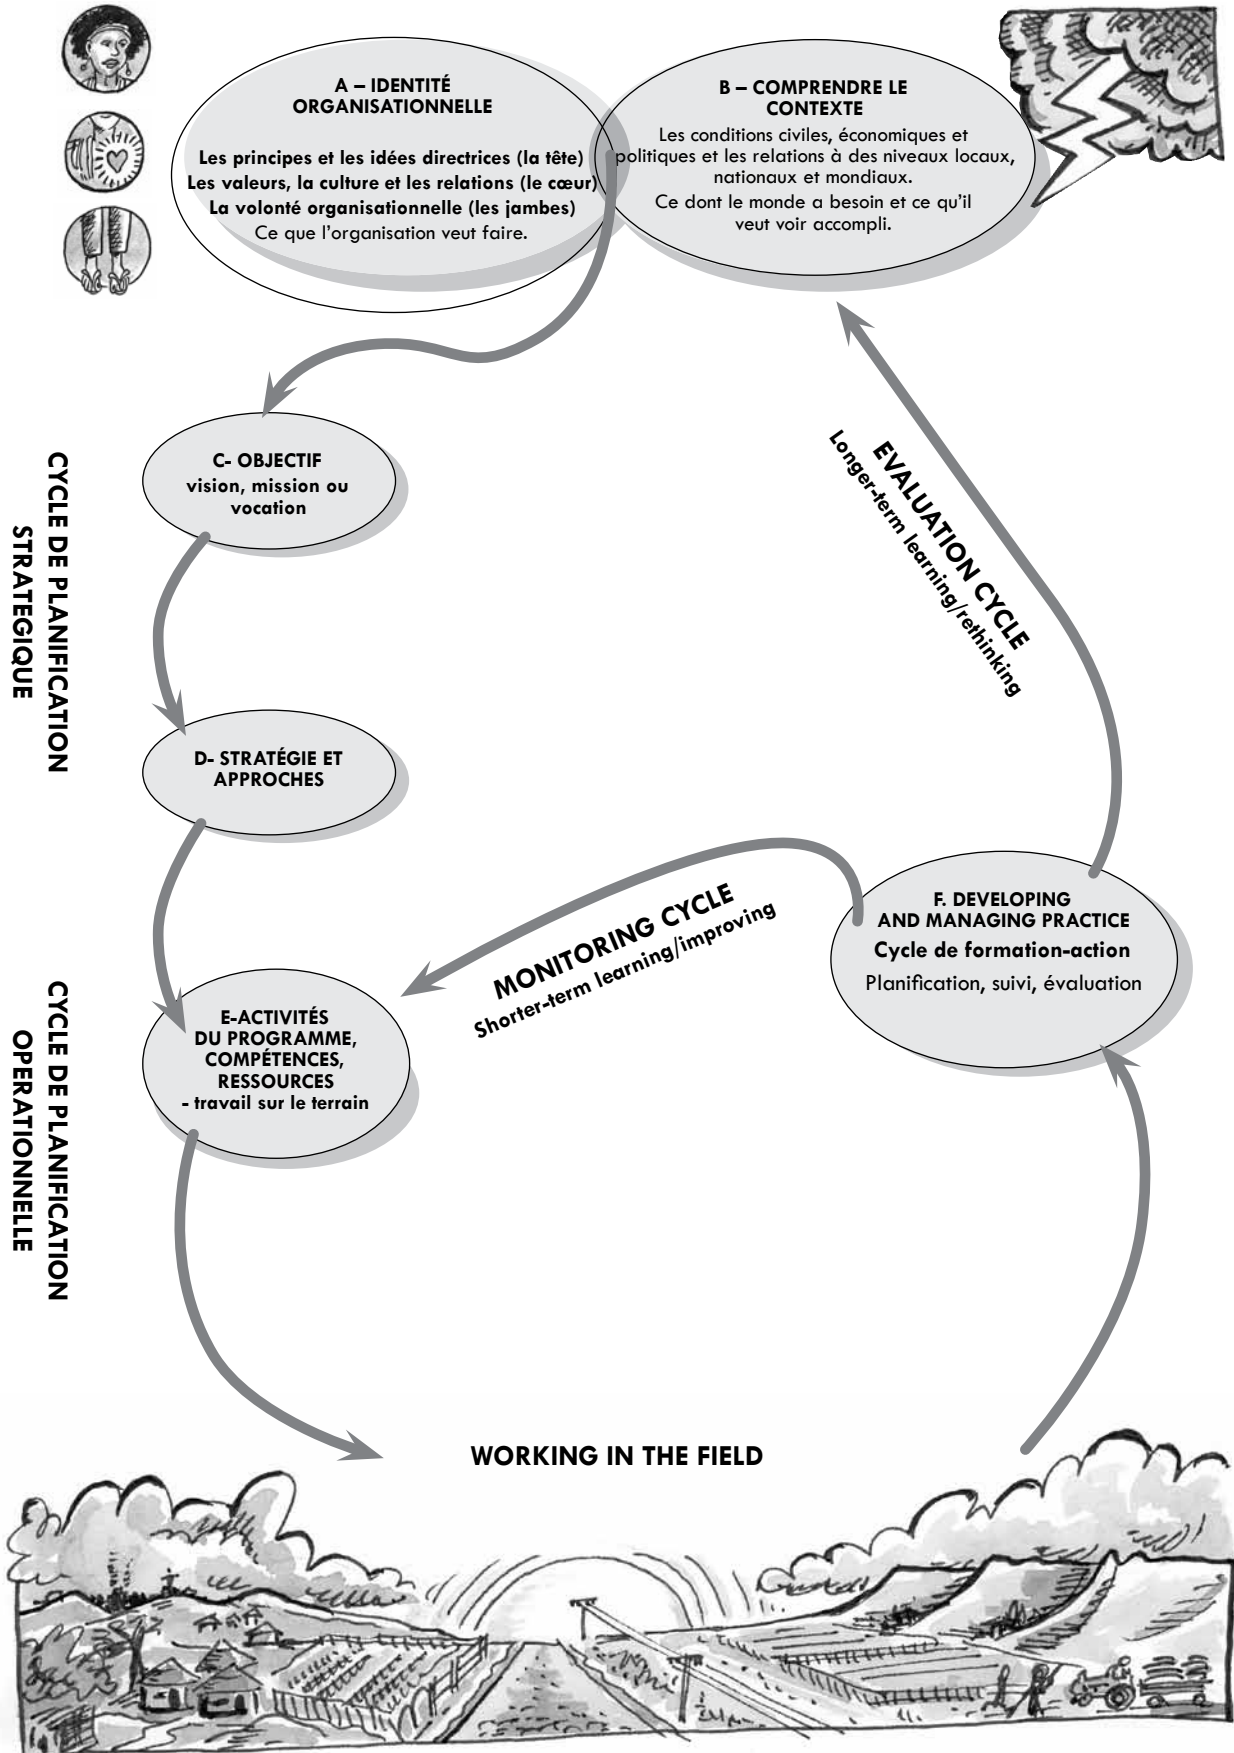 A – IDENTITÉ
ORGANISATIONNELLE
Les principes et les idées directrices (la tête)
Les valeurs, la culture et les relations (le cœur)
La volonté organisationnelle (les jambes)
Ce que l'organisation veut faire.
B – COMPRENDRE LE
CONTEXTE
Les conditions civiles, économiques et
politiques et les relations à des niveaux locaux,
nationaux et mondiaux.
Ce dont le monde a besoin et ce qu'il
veut voir accompli.
CYCLE DE PLANIFICATION
STRATEGIQUE
C- OBJECTIF
vision, mission ou
vocation
EVALUATION CYCLE
Longer-term learning/rethinking
D- STRATÉGIE ET
APPROCHES
MONITORING CYCLE
Shorter-term learning/improving
F. DEVELOPING
AND MANAGING PRACTICE
Cycle de formation-action
Planification, suivi, évaluation
CYCLE DE PLANIFICATION
OPERATIONNELLE
E-ACTIVITÉS
DU PROGRAMME,
COMPÉTENCES,
RESSOURCES
- travail sur le terrain
WORKING IN THE FIELD